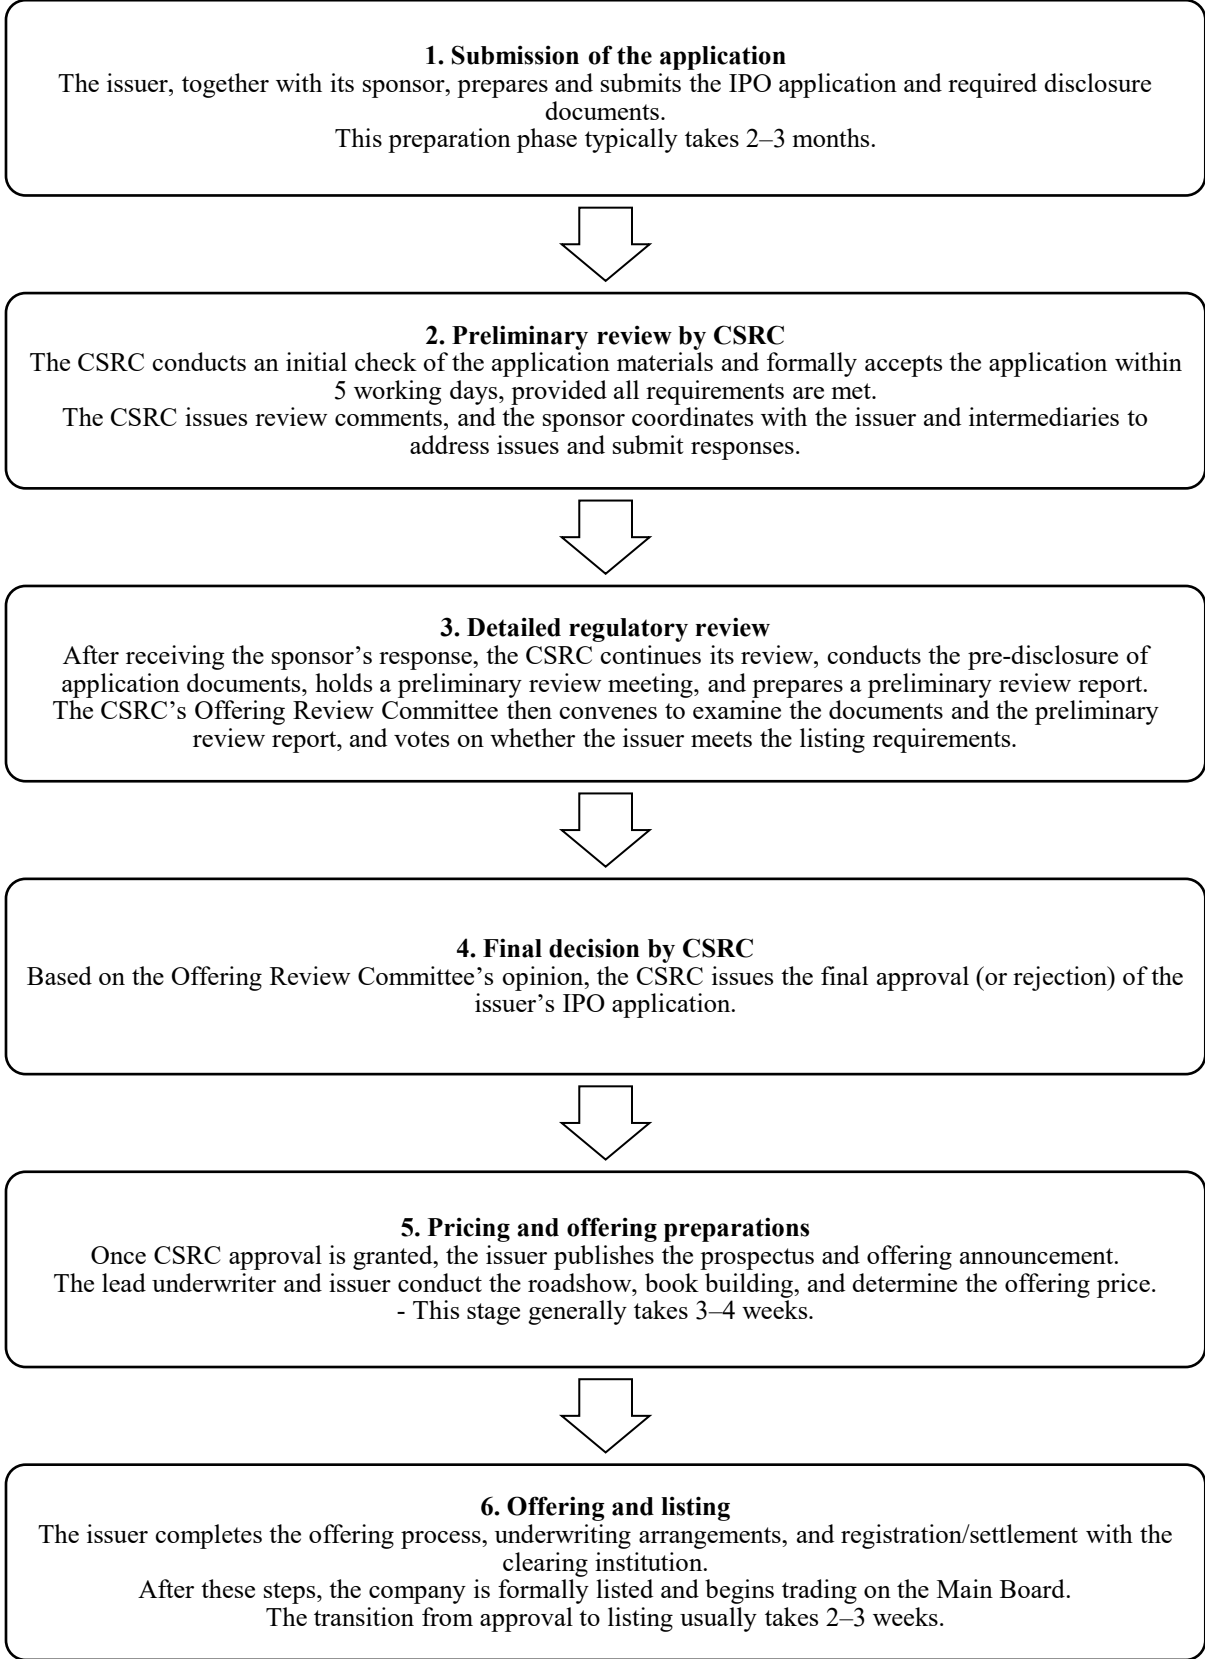 1. Submission of the application
The issuer, together with its sponsor, prepares and submits the IPO application and required disclosure
documents.
This preparation phase typically takes 2–3 months.
2. Preliminary review by CSRC
The CSRC conducts an initial check of the application materials and formally accepts the application within
5 working days, provided all requirements are met.
The CSRC issues review comments, and the sponsor coordinates with the issuer and intermediaries to
address issues and submit responses.
3. Detailed regulatory review
After receiving the sponsor’s response, the CSRC continues its review, conducts the pre-disclosure of
application documents, holds a preliminary review meeting, and prepares a preliminary review report.
The CSRC’s Offering Review Committee then convenes to examine the documents and the preliminary
review report, and votes on whether the issuer meets the listing requirements.
4. Final decision by CSRC
Based on the Offering Review Committee’s opinion, the CSRC issues the final approval (or rejection) of the
issuer’s IPO application.
5. Pricing and offering preparations
Once CSRC approval is granted, the issuer publishes the prospectus and offering announcement.
The lead underwriter and issuer conduct the roadshow, book building, and determine the offering price.
- This stage generally takes 3–4 weeks.
6. Offering and listing
The issuer completes the offering process, underwriting arrangements, and registration/settlement with the
clearing institution.
After these steps, the company is formally listed and begins trading on the Main Board.
The transition from approval to listing usually takes 2–3 weeks.